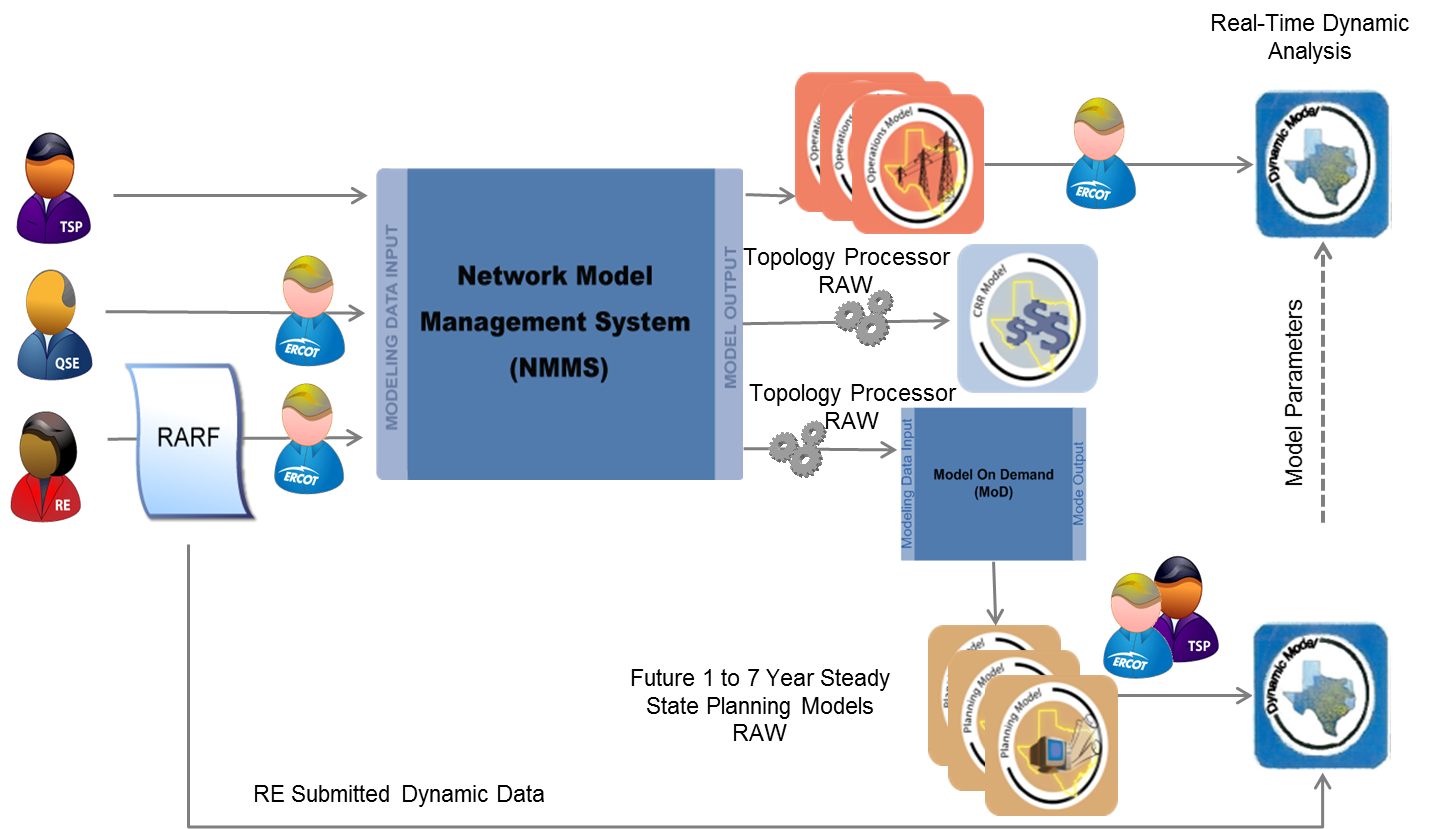 Real-Time Dynamic
Analysis
TSP
QSE
RE
RARF
ERCOT
ERCOT
MODELING DATA INPUT
Network Model
Management System
(NMMS)
MODEL OUTPUT
Operations Model
ERCOT
Dynamic Model
Topology Processor
RAW
CRR Model
Topology Processor
RAW
Modeling Data Input
Model On Demand
(MoD)
Mode Output
Model Parameters
ERCOT
TSP
Future 1 to 7 Year Steady
State Planning Models
RAW
Planning Model
Planning Model
Dynamic Model
RE Submitted Dynamic Data